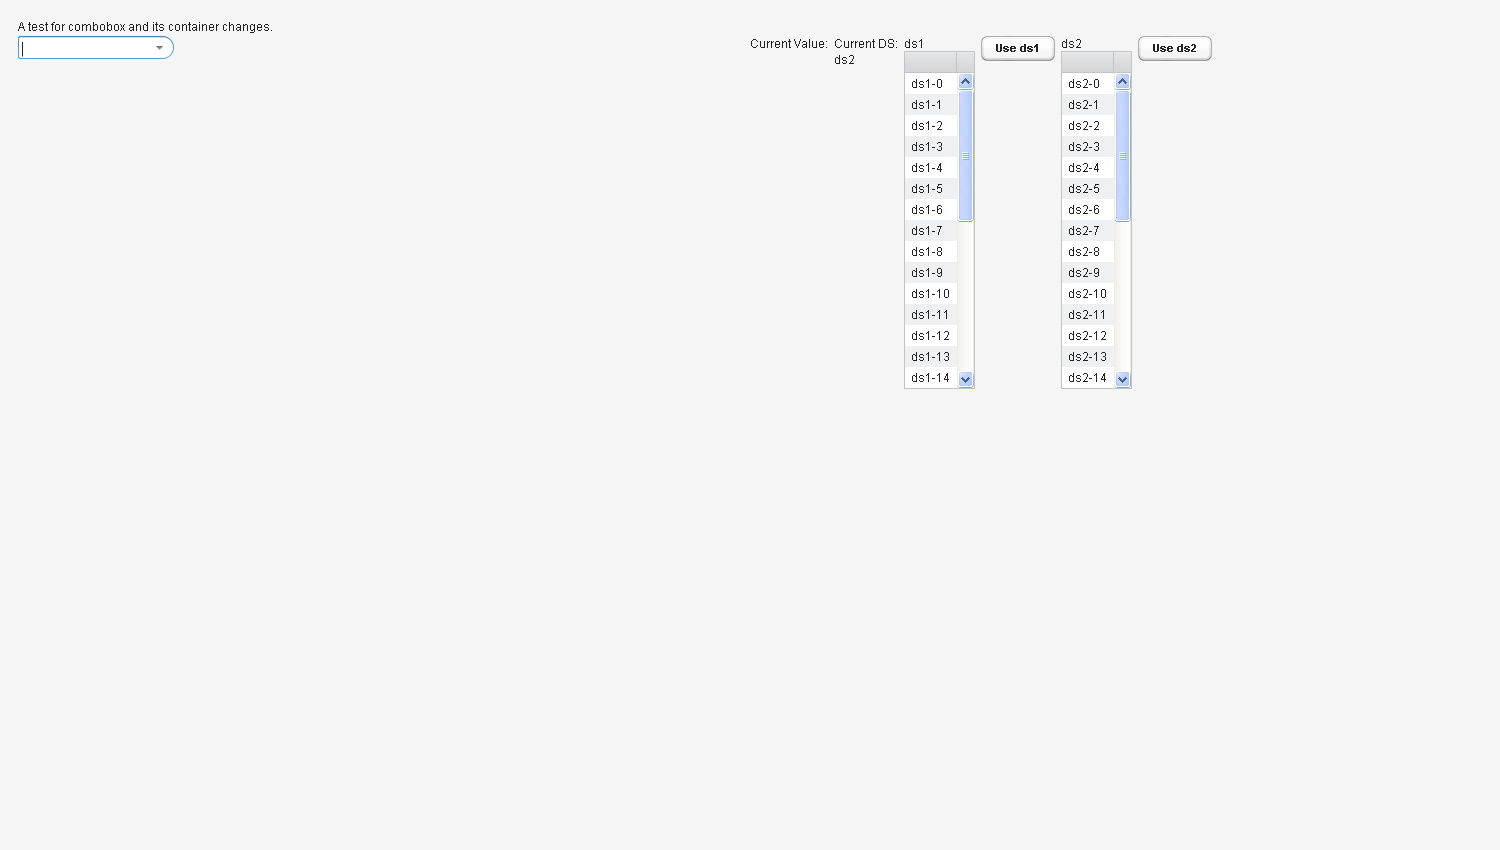 A test for combobox and its container changes.
Current Value:
Current DS:
ds2
ds1
ds1-0
ds1-1
ds1-2
ds1-3
ds1-4
ds1-5
ds1-6
ds1-7
ds1-8
ds1-9
ds1-10
ds1-11
ds1-12
ds1-13
ds1-14
Use ds1
ds2
ds2-0
ds2-1
ds2-2
ds2-3
ds2-4
ds2-5
ds2-6
ds2-7
ds2-8
ds2-9
ds2-10
ds2-11
ds2-12
ds2-13
ds2-14
Use ds2